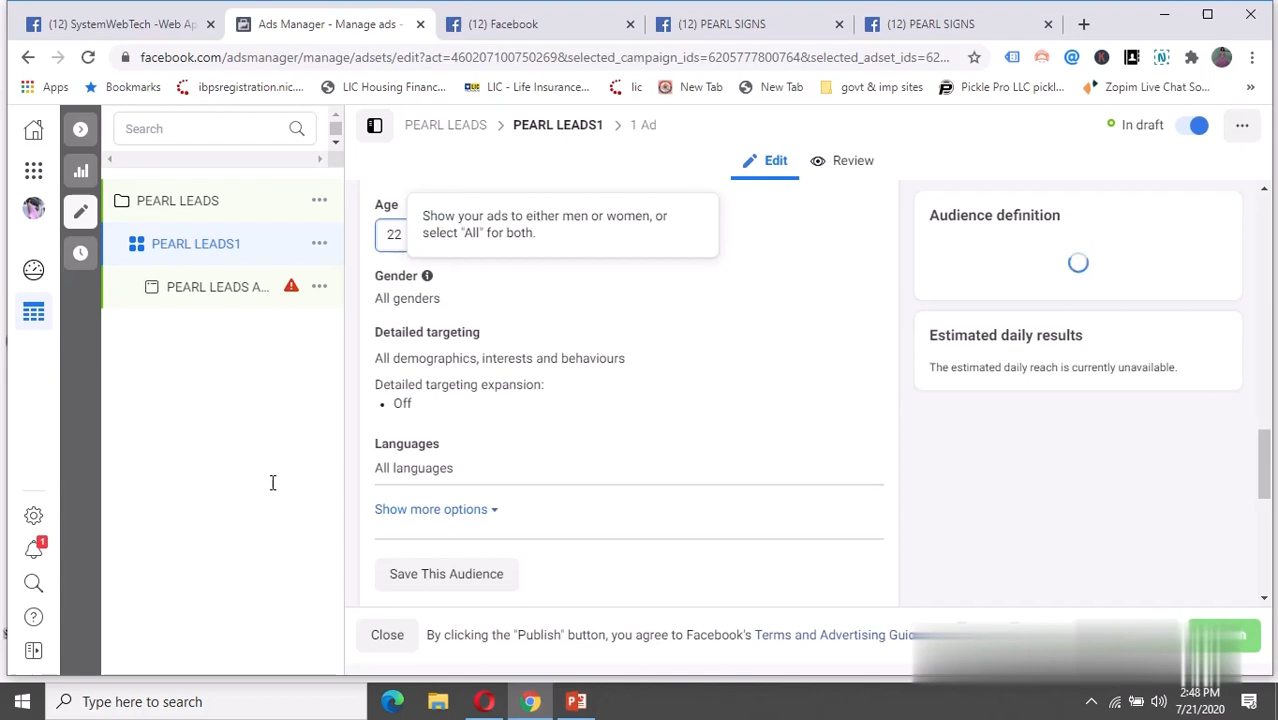 (12) SystemWebTech -Web Ap
Ads Manager - Manage ads -
(12) Facebook
(12) PEARL SIGNS
(12) PEARL SIGNS
facebook.com/adsmanager/manage/adsets/edit?act=460207100750269&selected_campaign_ids=6205777800764&selected_adset_ids=62...
Apps
Bookmarks
ibpsregistration.nic....
LIC Housing Financ...
LIC - Life Insuranc...
lic
New Tab
New Tab
govt & imp sites
Pickle Pro LLC pickl...
Zopim Live Chat So...
Search
PEARL LEADS
PEARL LEADS1
1 Ad
In draft
Edit
Review
PEARL LEADS
PEARL LEADS1
PEARL LEADS A...
Age
22
Show your ads to either men or women, or
select "All" for both.
Gender
All genders
Detailed targeting
All demographics, interests and behaviours
Detailed targeting expansion:
• Off
Languages
All languages
Show more options
Save This Audience
Audience definition
Estimated daily results
The estimated daily reach is currently unavailable.
1
Close
By clicking the "Publish" button, you agree to Facebook's Terms and Advertising
Type here to search
2:48 PM
7/21/2020